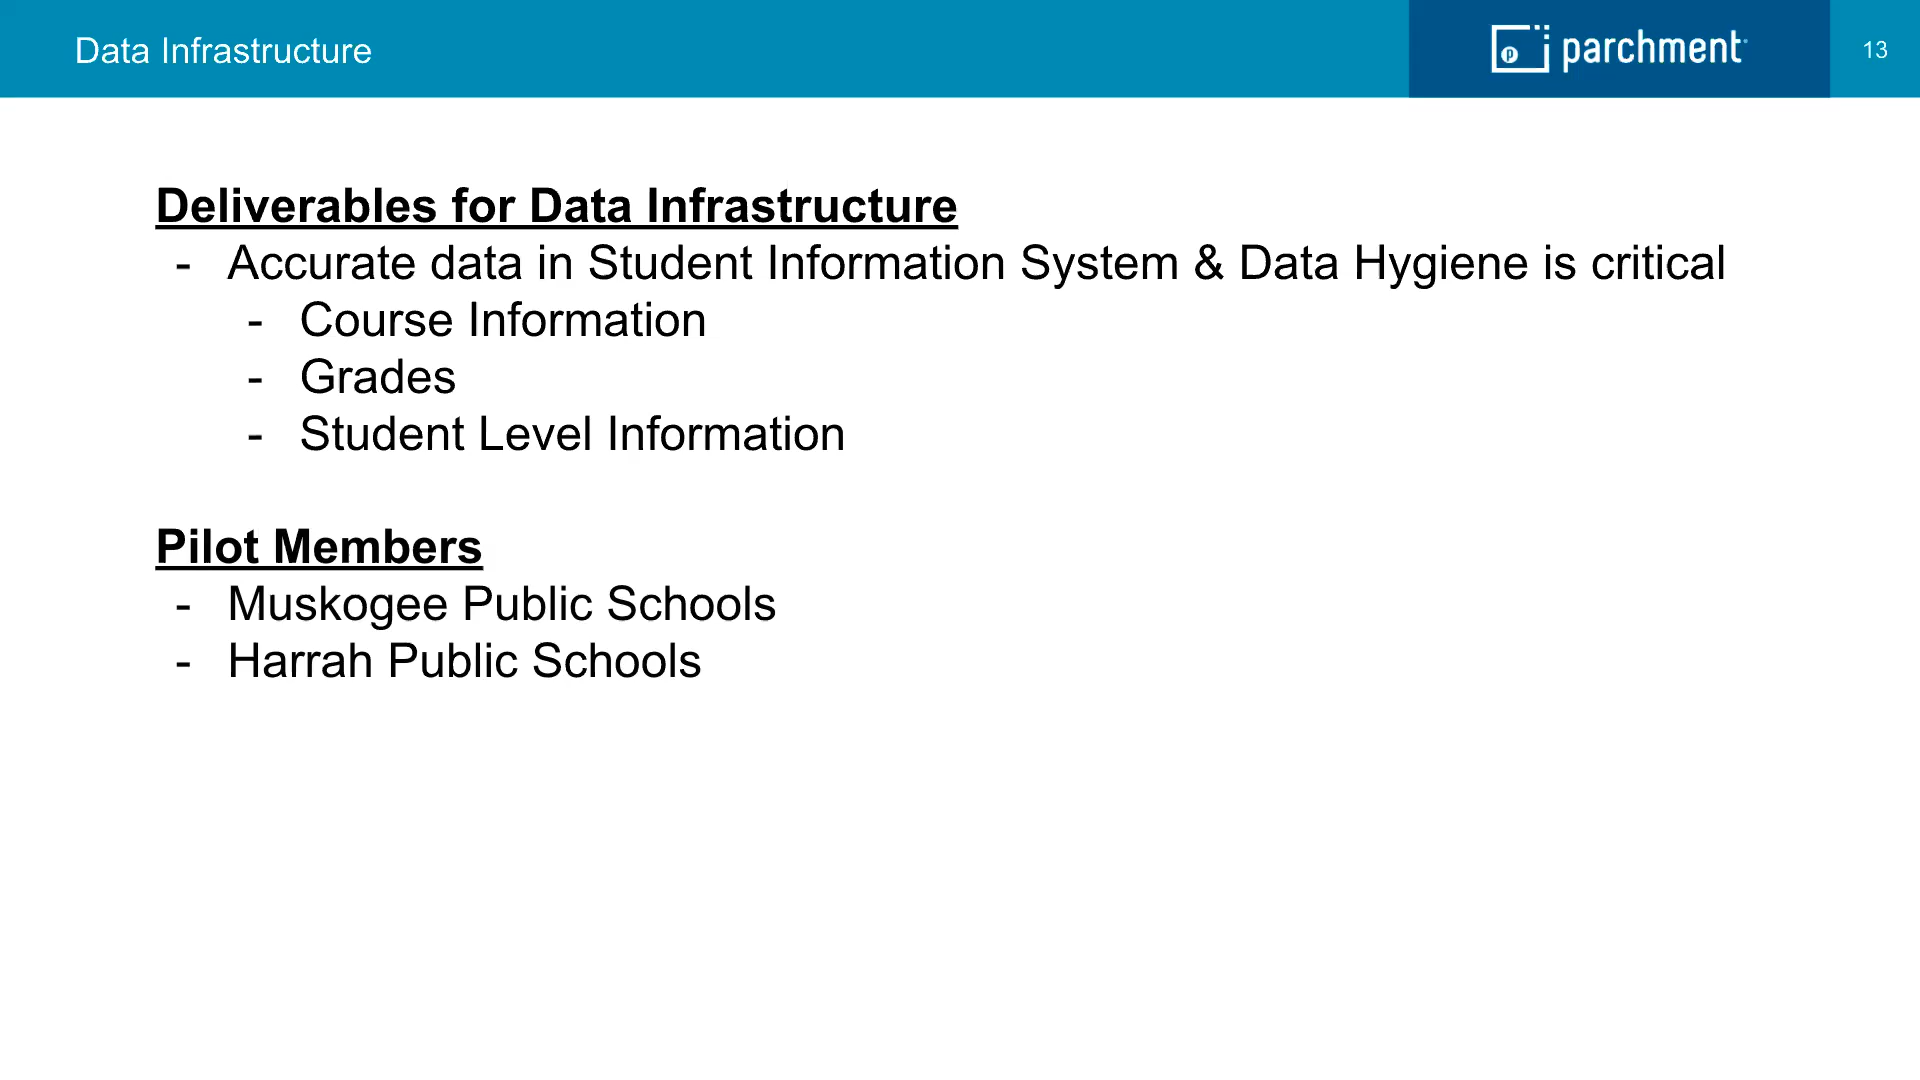 Data Infrastructure
parchment
13
Deliverables for Data Infrastructure
- Accurate data in Student Information System & Data Hygiene is critical
- Course Information
- Grades
- Student Level Information
Pilot Members
- Muskogee Public Schools
- Harrah Public Schools